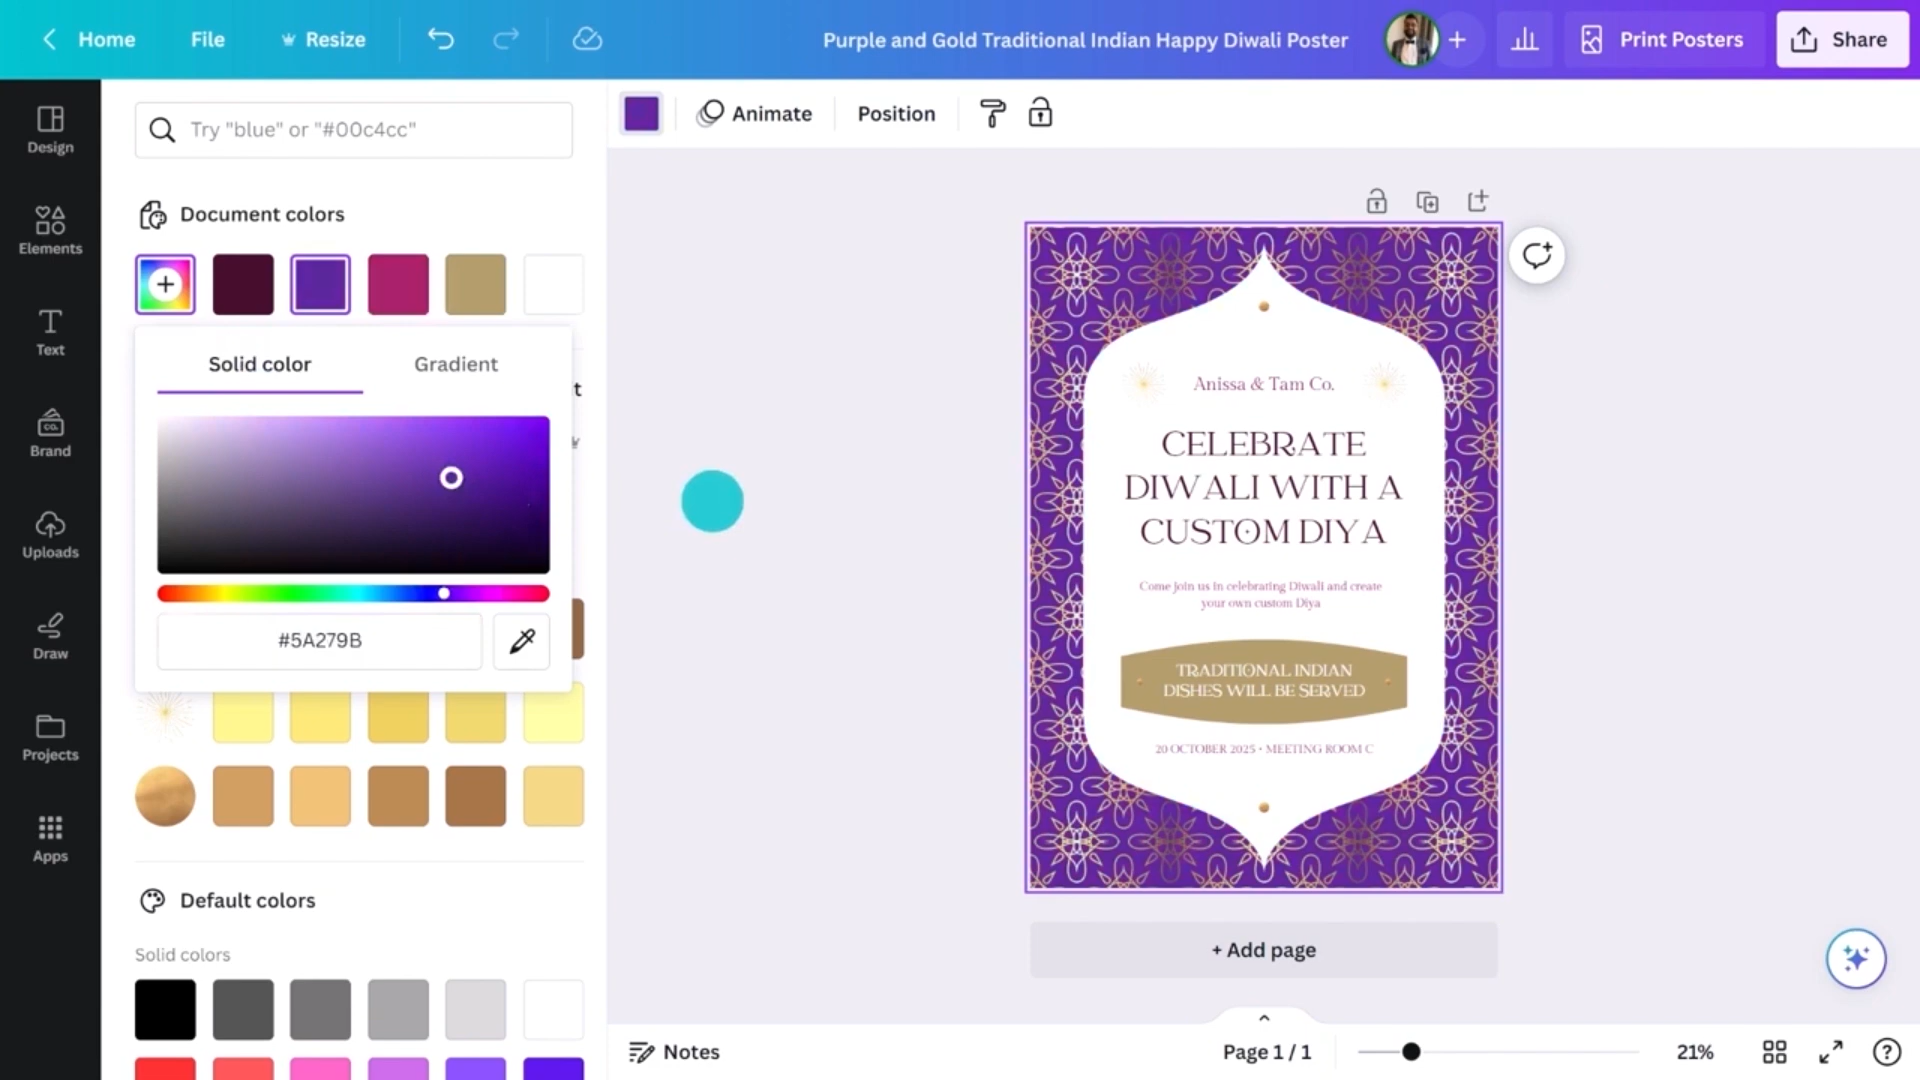 Home
File
Resize
Purple and Gold Traditional Indian Happy Diwali Poster
Print Posters
Share
Design
Elements
Text
Brand
CO.
Uploads
Draw
Projects
Apps
Try "blue" or "#00c4cc"
Document colors
Solid color
Gradient
#5A279B
Default colors
Solid colors
Animate
Position
Anissa & Tam Co.
CELEBRATE
DIWALI WITH A
CUSTOM DIYA
Come join us in celebrating Diwali and create
your own custom Diya
TRADITIONAL INDIAN
DISHES WILL BE SERVED
20 OCTOBER 2025 • MEETING ROOM C
+ Add page
Notes
Page 1 / 1
21%